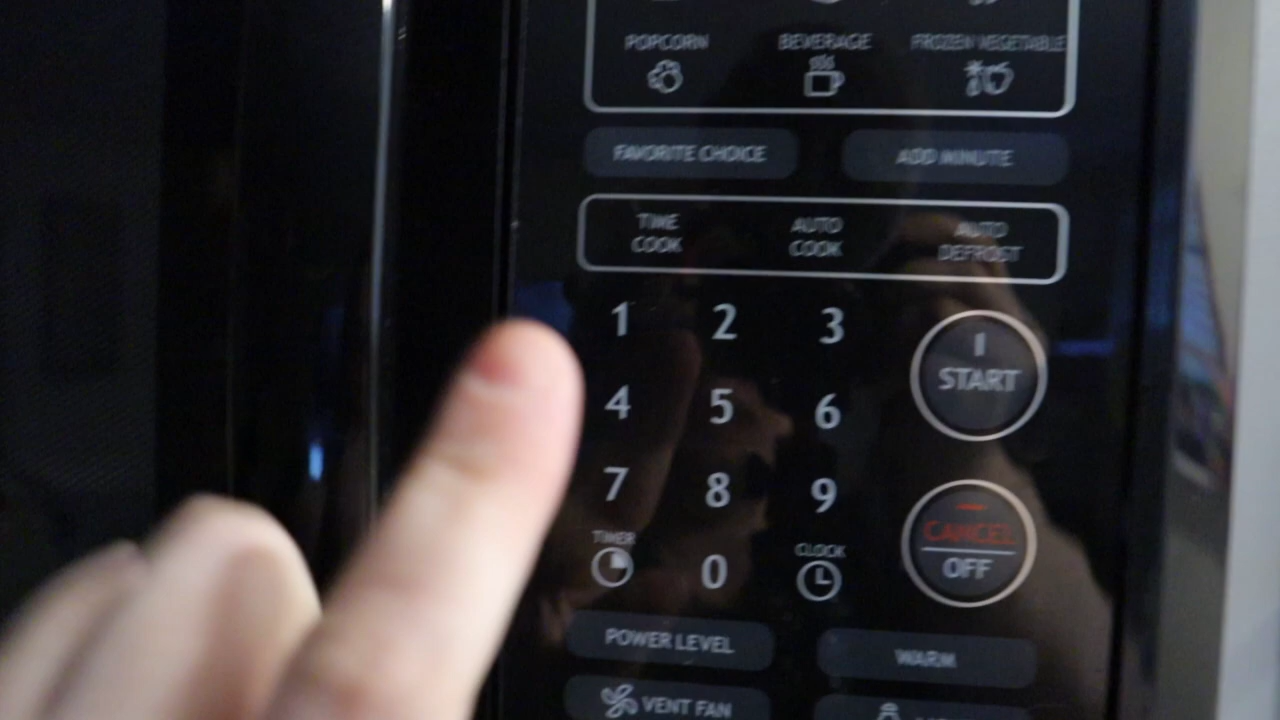 POPCORN BEVERAGE FROZEN VEGETABLE
FAVORITE CHOICE ADD MINUTE
TIME COOK AUTO COOK AUTO DEFROST
1 2 3
START
4 5 6
7 8 9
CANCEL
OFF
TIMER 0 CLOCK
POWER LEVEL WARM
VENT FAN